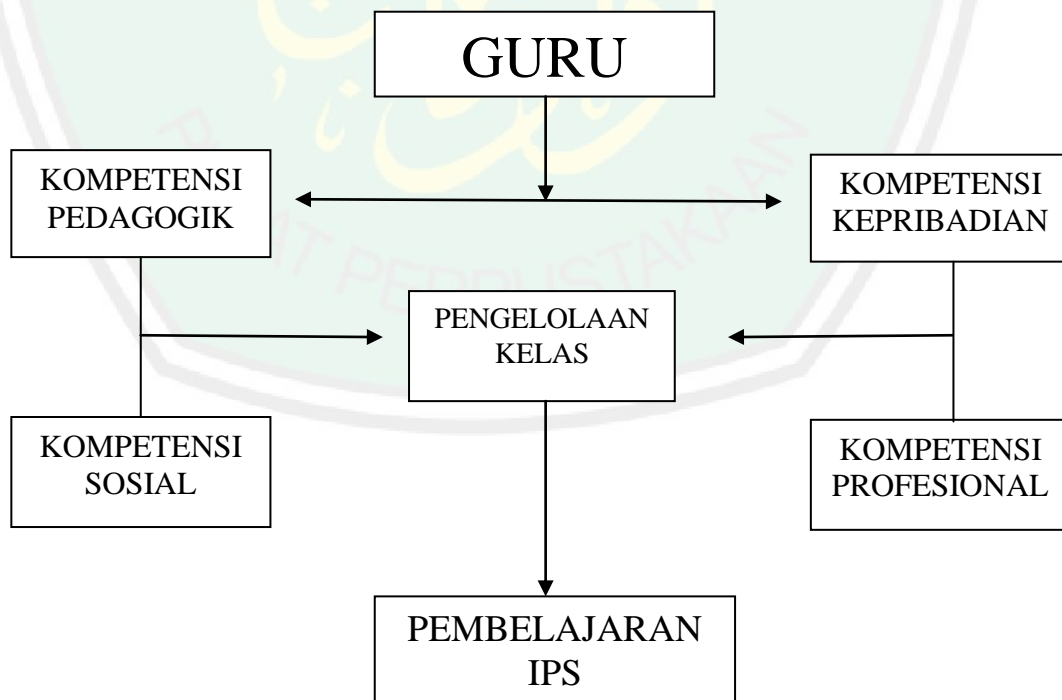 GURU
KOMPETENSI
PEDAGOGIK
KOMPETENSI
KEPRIBADIAN
PENGELOLAAN
KELAS
KOMPETENSI
SOSIAL
KOMPETENSI
PROFESIONAL
PEMBELAJARAN
IPS